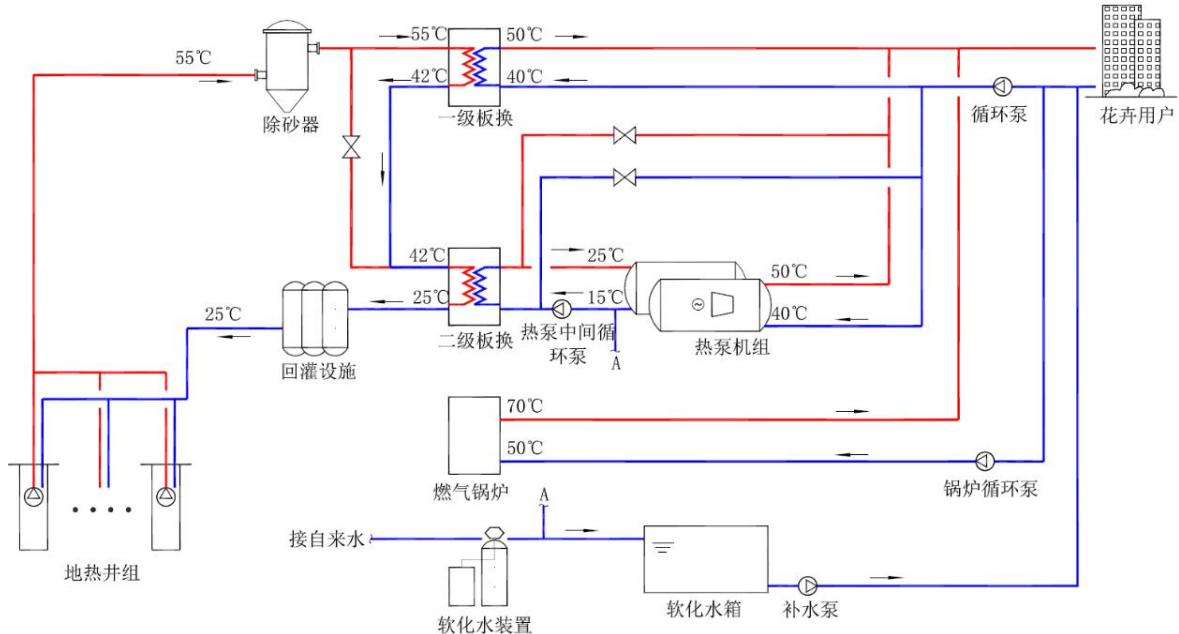 55℃
50℃
55℃
42℃
40℃
除砂器
一级板换
循环泵
花卉用户
42℃
25℃
50℃
25℃
15℃
40℃
25℃
二级板换
热泵中间循
环泵
A
热泵机组
回灌设施
70℃
50℃
燃气锅炉
A
锅炉循环泵
接自来水
地热井组
软化水装置
软化水箱
补水泵